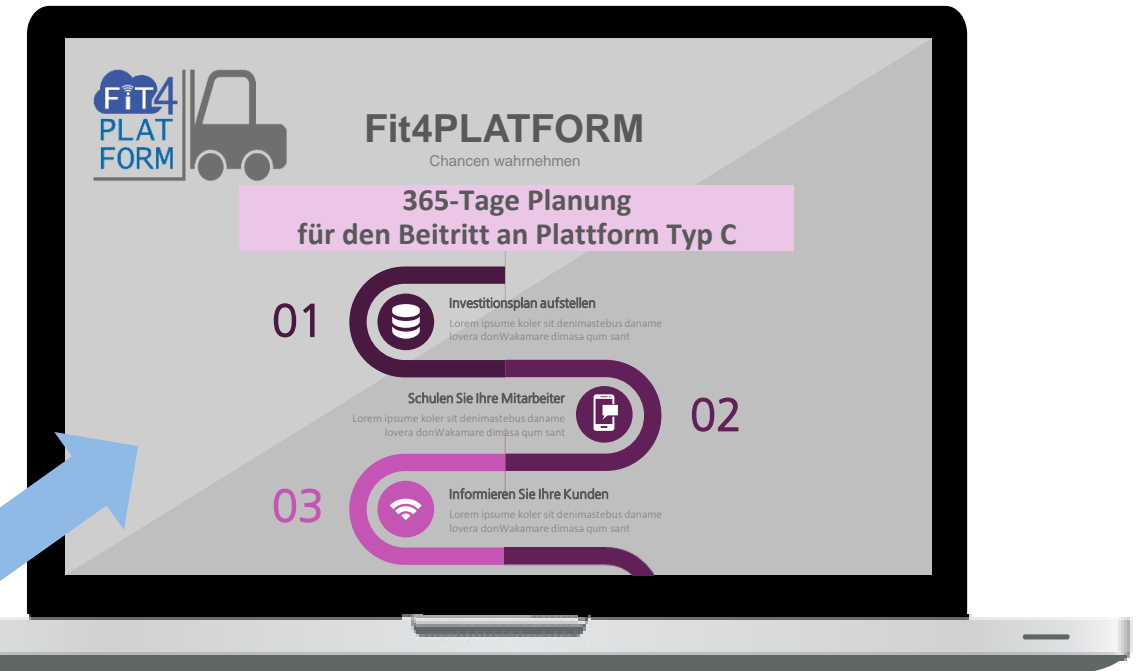 FiT4
PLAT
FORM
Fit4PLATFORM
Chancen wahrnehmen
365-Tage Planung
für den Beitritt an Plattform Typ C
01
Investitionsplan aufstellen
Lorem ipsume koler sit denimastebus daname
lovera donWakamare dimasa qum sant
Schulen Sie Ihre Mitarbeiter
Lorem ipsume koler sit denimastebus daname
lovera donWakamare dimasa qum sant
02
03
Informieren Sie Ihre Kunden
Lorem ipsume koler sit denimastebus daname
lovera donWakamare dimasa qum sant